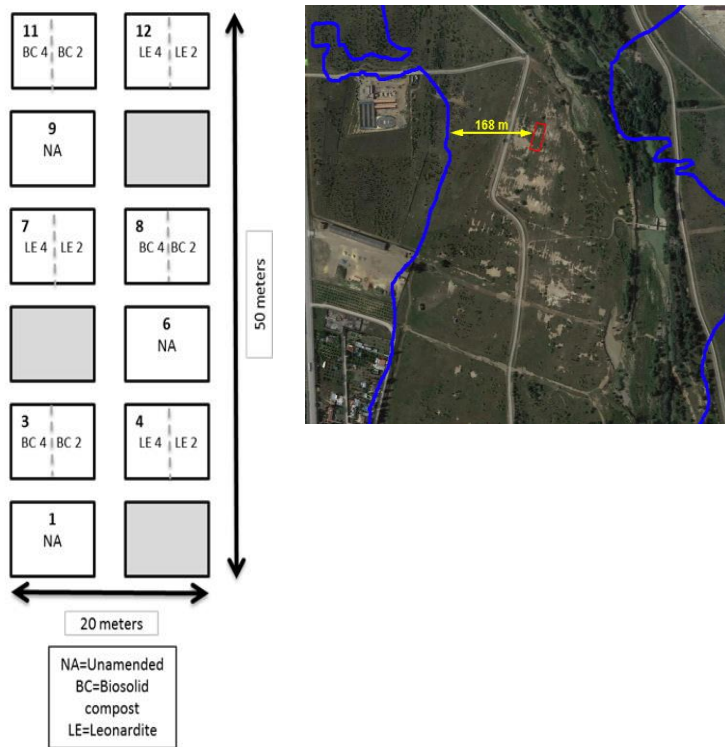 11
BC 4 BC 2
12
LE 4 LE 2
9
NA
7
LE 4 LE 2
8
BC 4 BC 2
6
NA
3
BC 4 BC 2
4
LE 4 LE 2
1
NA
50 meters
20 meters
NA=Unamended
BC=Biosolid
compost
LE=Leonardite
168 m